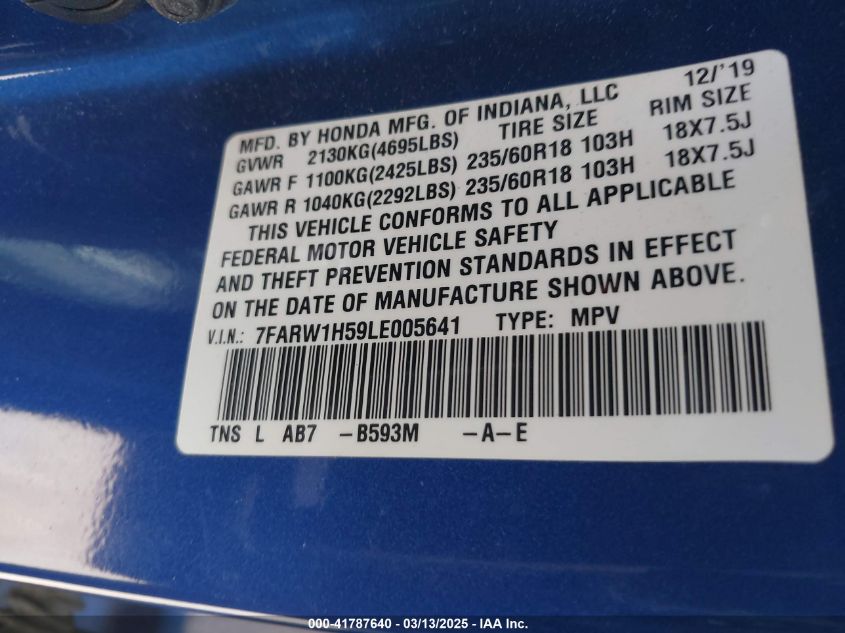 MFD. BY HONDA MFG. OF INDIANA, LLC 12/'19
GVWR 2130KG(4695LBS) TIRE SIZE RIM SIZE
GAWR F 1100KG(2425LBS) 235/60R18 103H 18X7.5J
GAWR R 1040KG(2292LBS) 235/60R18 103H 18X7.5J
THIS VEHICLE CONFORMS TO ALL APPLICABLE
FEDERAL MOTOR VEHICLE SAFETY
AND THEFT PREVENTION STANDARDS IN EFFECT
ON THE DATE OF MANUFACTURE SHOWN ABOVE.
V.I.N.: 7FARW1H59LE005641 TYPE: MPV
TNS L AB7 -B593M -A-E
000-41787640 - 03/13/2025 - IAA Inc.